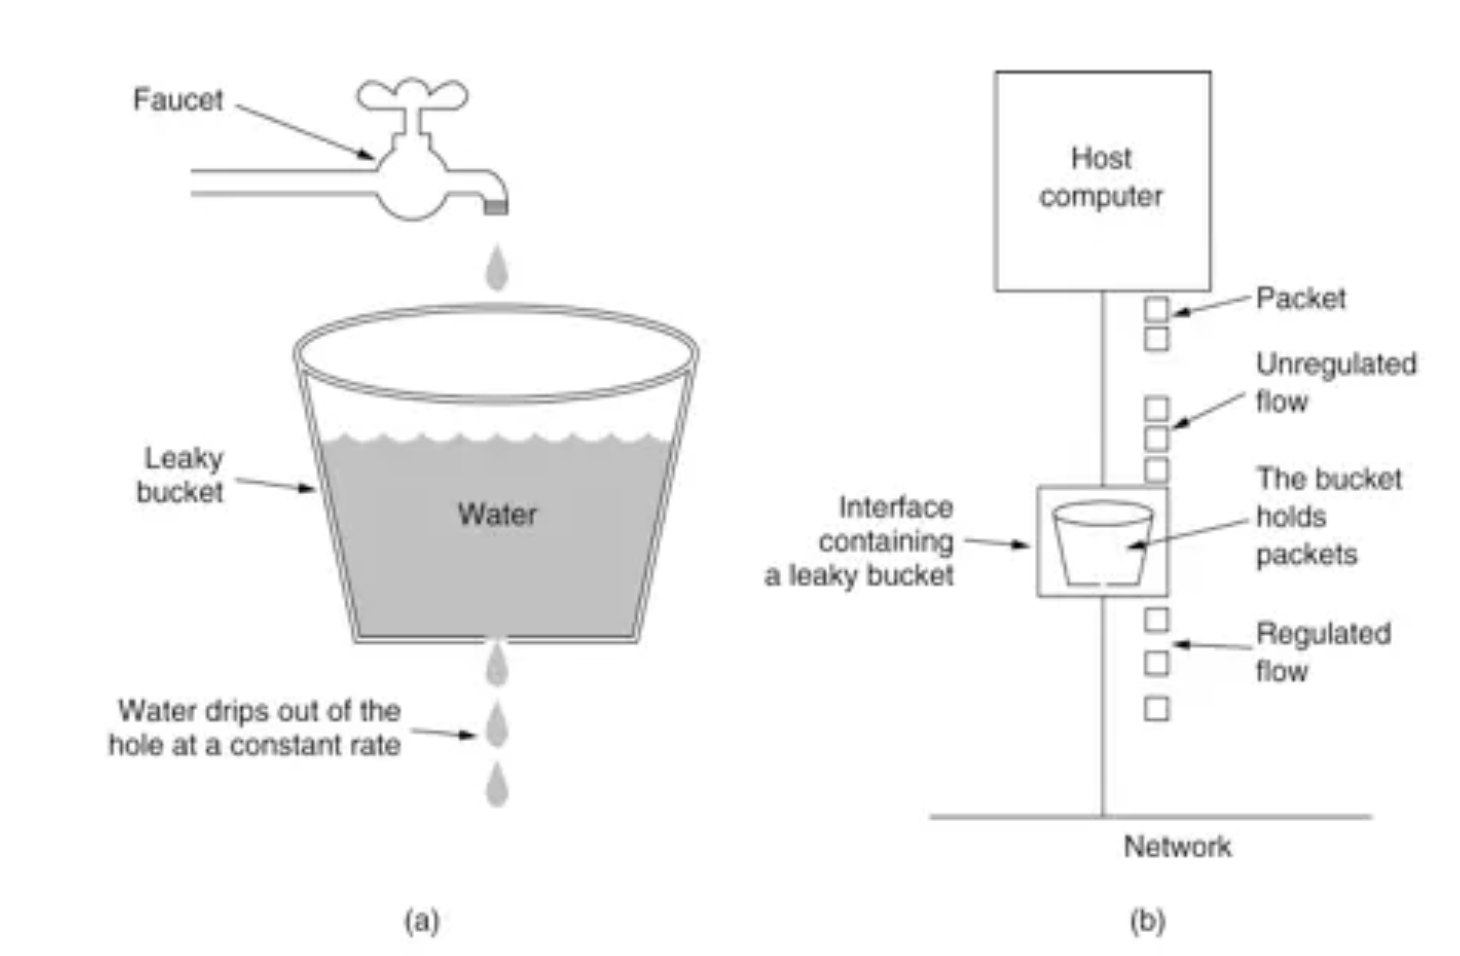 Faucet
Leaky
bucket
Water
Water drips out of the
hole at a constant rate
(a)
Host
computer
Packet
Unregulated
flow
The bucket
holds
packets
Interface
containing
a leaky bucket
Regulated
flow
Network
(b)